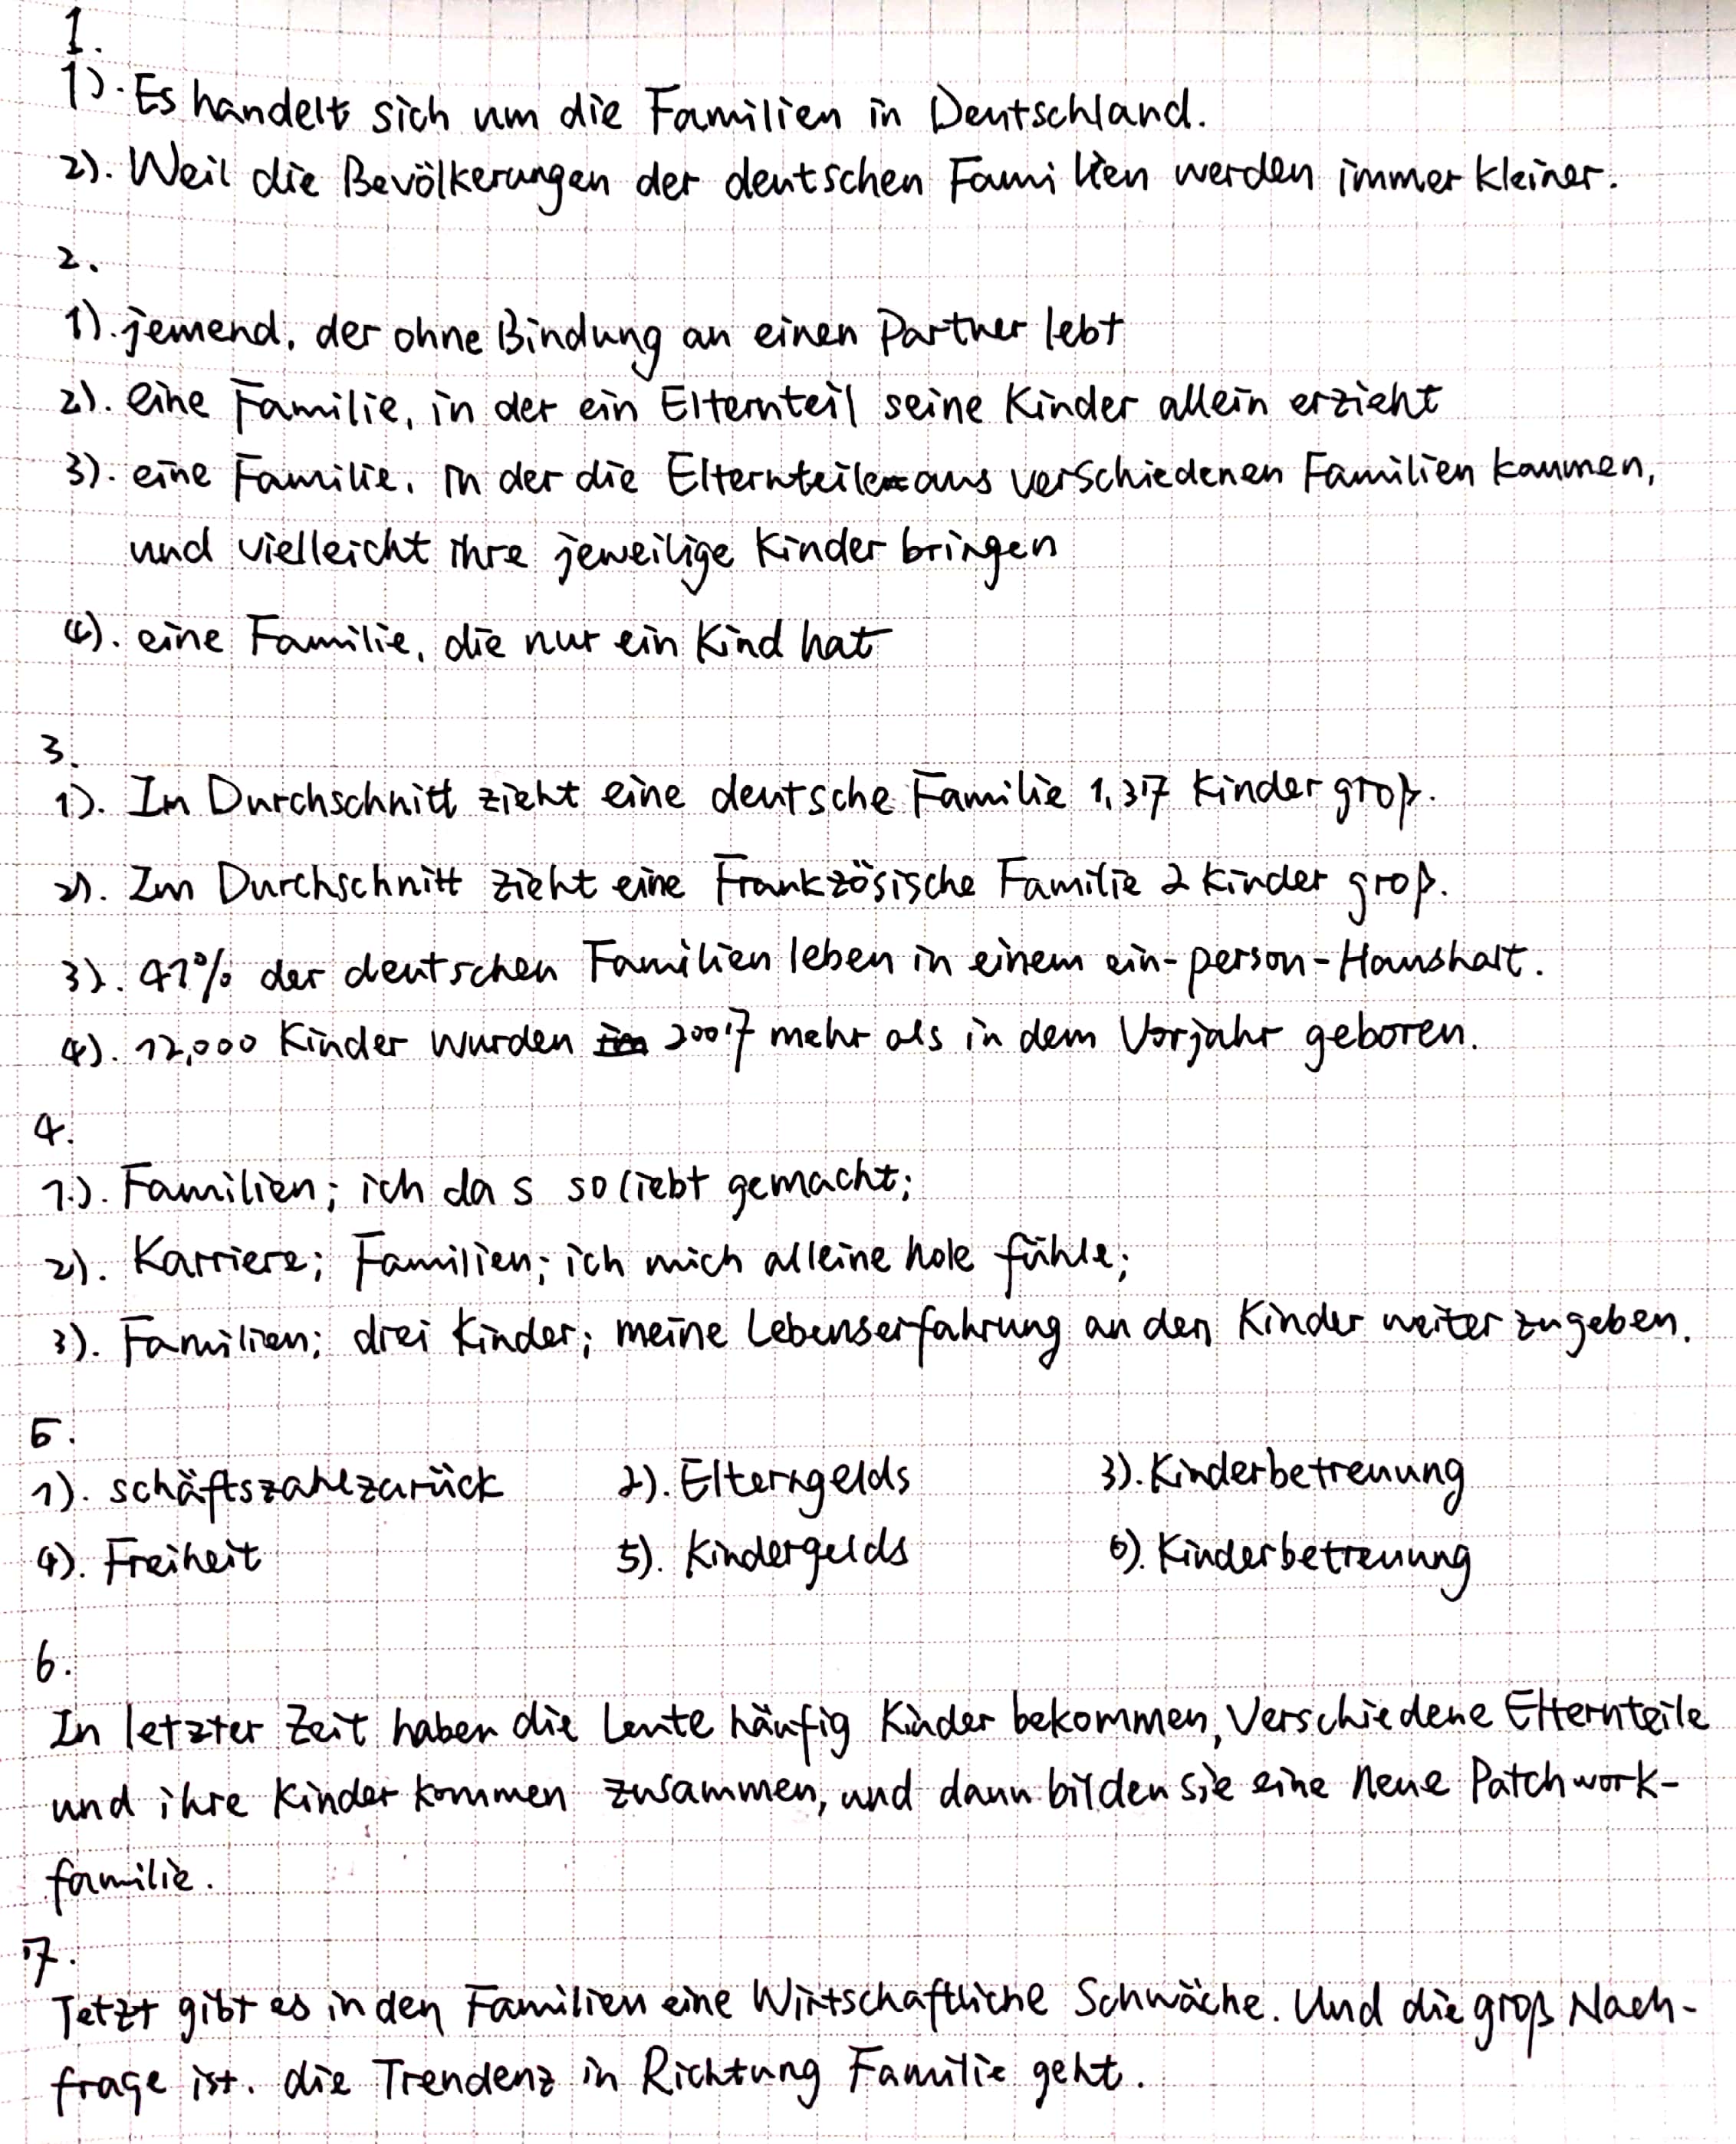 1.
1). Es handelt sich um die Familien in Deutschland.
2). Weil die Bevölkerungen der deutschen Familien werden immer kleiner.
2.
1). jemend, der ohne Bindung an einen Partner lebt
2). eine Familie, in der ein Elternteil seine Kinder allein erzieht
3). eine Familie, in der die Elternteile aus verschiedenen Familien kommen,
und vielleicht ihre jeweilige Kinder bringen
4). eine Familie, die nur ein Kind hat
3.
1). Im Durchschnitt zieht eine deutsche Familie 1,37 Kinder groß.
2). Im Durchschnitt zieht eine Frankzösische Familie 2 Kinder groß.
3). 41% der deutschen Familien leben in einem ein-person-Haushalt.
4). 12,000 Kinder wurden 2007 mehr als in dem Vorjahr geboren.
4.
1). Familien; ich das so liebt gemacht;
2). Karriere; Familien; ich mich alleine fühle;
3). Familien; drei Kinder; meine Lebenserfahrung an den Kinder weiter zugeben.
5.
1). schäftszahlzurück 2). Elterngelds 3). Kinderbetreuung
4). Freiheit 5). Kindergelds 6). Kinderbetreuung
6.
In letzter Zeit haben die Leute häufig Kinder bekommen, Verschiedene Elternteile
und ihre Kinder kommen zusammen, und dann bilden sie eine neue Patchwork-
familie.
7.
Jetzt gibt es in den Familien eine Wirtschaftliche Schwäche. Und die groß Nach-
frage ist. die Trendenz in Richtung Familie geht.